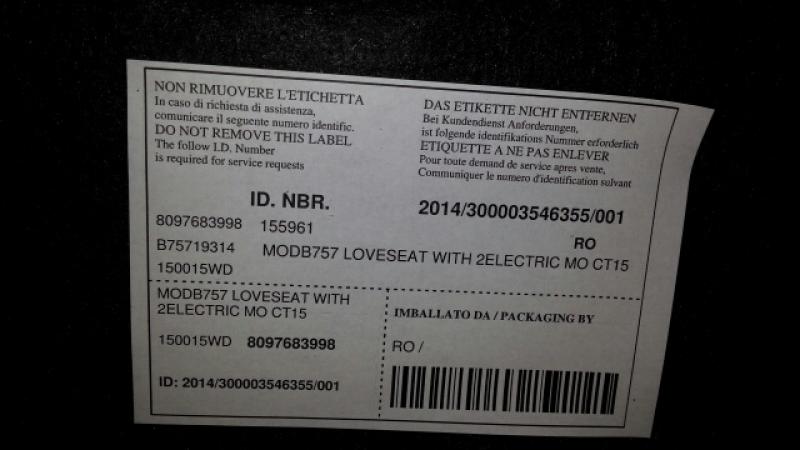 NON RIMUOVERE L'ETICHETTA
In caso di richiesta di assistenza,
comunicare il seguente numero identific.
DO NOT REMOVE THIS LABEL
The follow I.D. Number
is required for service requests
DAS ETIKETTE NICHT ENTFERNEN
Bei Kundendienst Anforderungen,
ist folgende identifikations Nummer erforderlich
ETIQUETTE A NE PAS ENLEVER
Pour toute demand de service apres vente,
Communiquer le numero d'identification sulvant
ID. NBR. 2014/300003546355/001
8097683998 155961 RO
B75719314 MODB757 LOVESEAT WITH 2ELECTRIC MO CT15
150015WD
MODB757 LOVESEAT WITH
2ELECTRIC MO CT15
150015WD 8097683998
ID: 2014/300003546355/001
IMBALLATO DA / PACKAGING BY
RO /